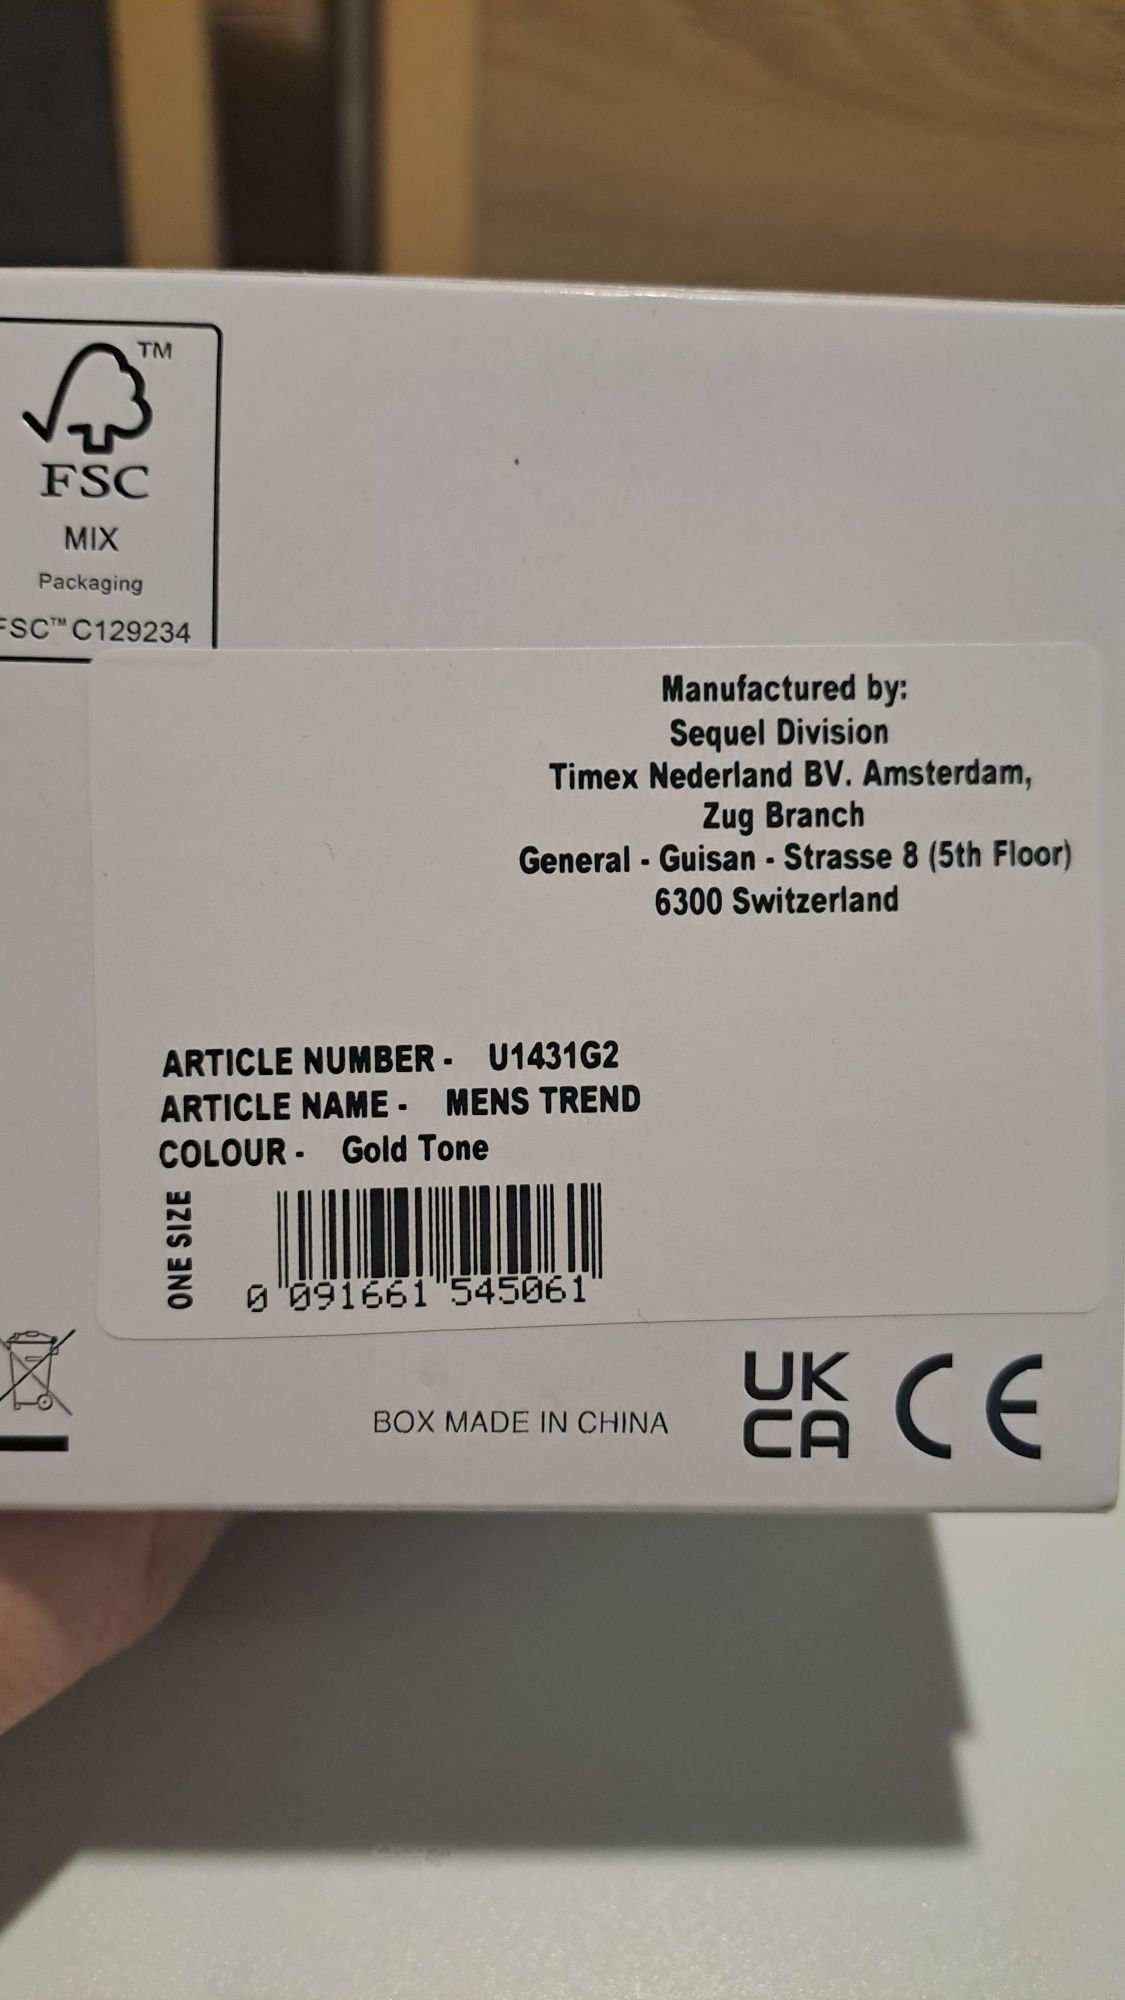 TM
FSC
MIX
Packaging
FSC™ C129234
Manufactured by:
Sequel Division
Timex Nederland BV. Amsterdam,
Zug Branch
General - Guisan - Strasse 8 (5th Floor)
6300 Switzerland
ARTICLE NUMBER - U1431G2
ARTICLE NAME - MENS TREND
COLOUR - Gold Tone
ONE SIZE
0 091661 545061
BOX MADE IN CHINA
UK
CA
CE